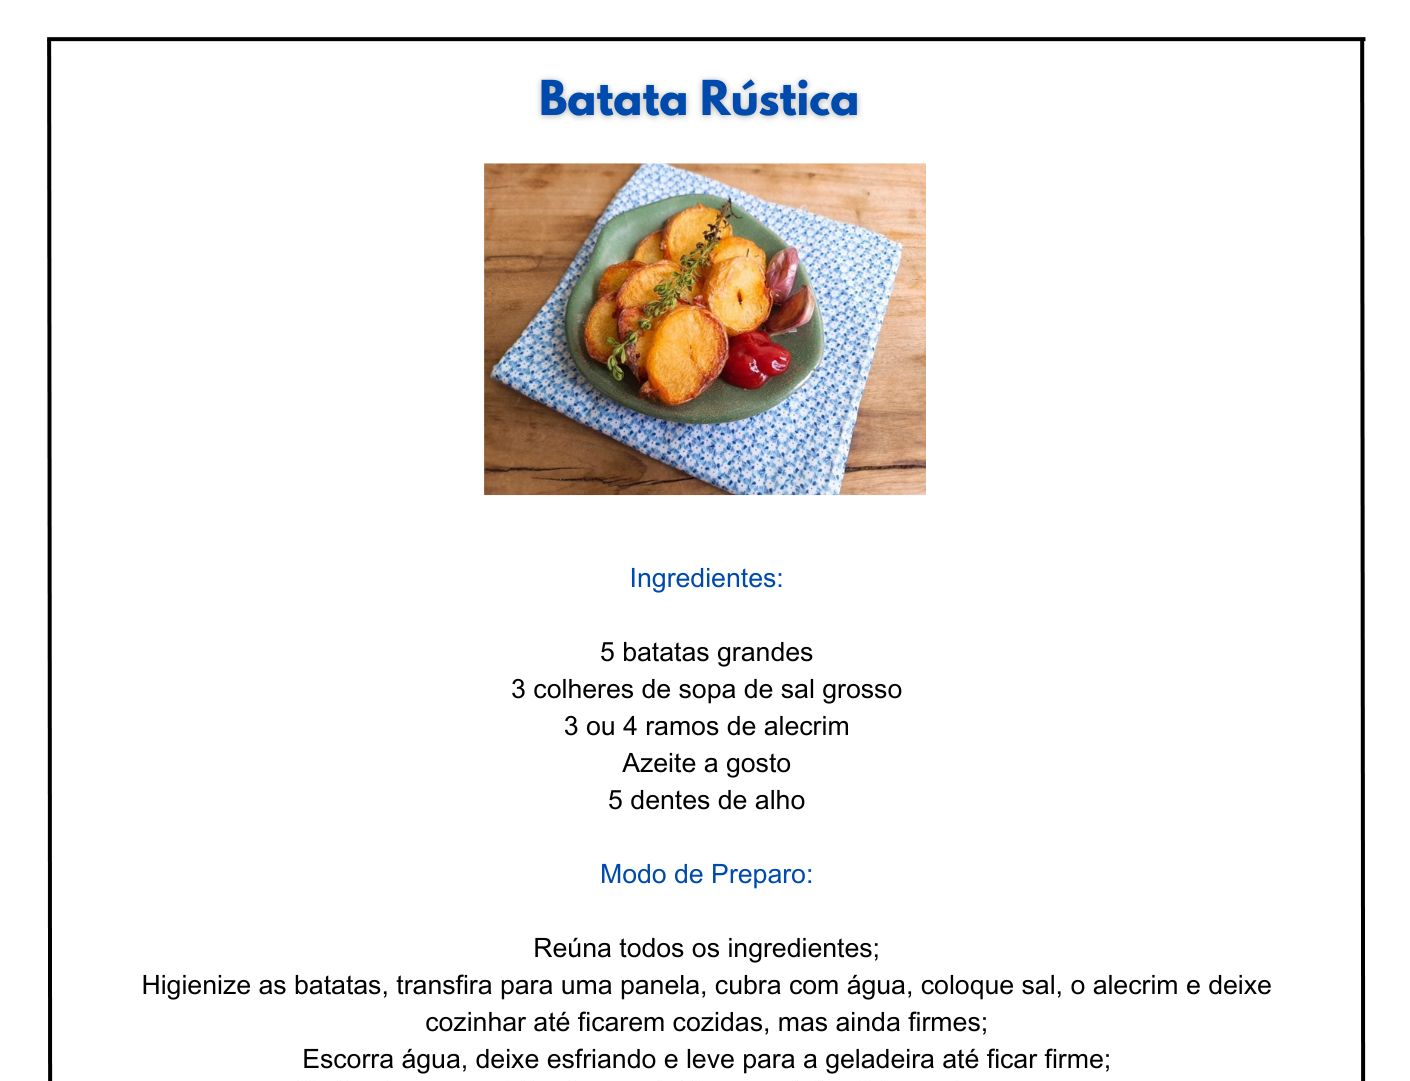 Batata Rústica
Ingredientes:
5 batatas grandes
3 colheres de sopa de sal grosso
3 ou 4 ramos de alecrim
Azeite a gosto
5 dentes de alho
Modo de Preparo:
Reúna todos os ingredientes;
Higienize as batatas, transfira para uma panela, cubra com água, coloque sal, o alecrim e deixe
cozinhar até ficarem cozidas, mas ainda firmes;
Escorra água, deixe esfriando e leve para a geladeira até ficar firme;